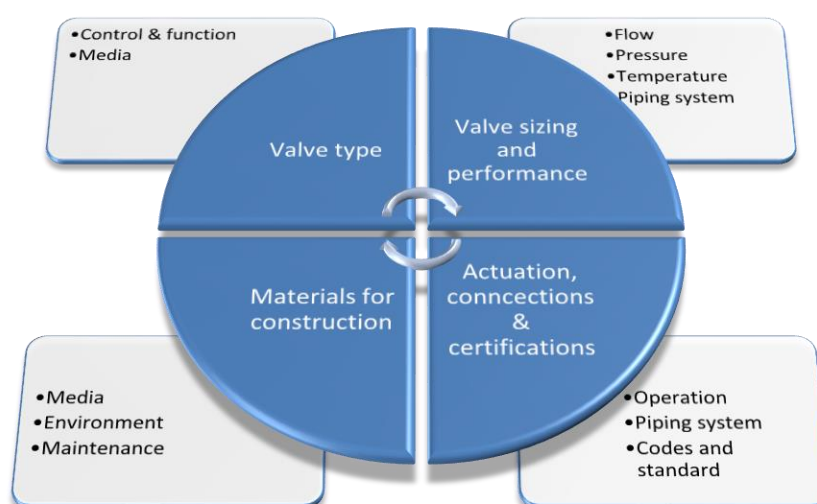 •Control & function
•Media
•Flow
•Pressure
•Temperature
•Piping system
Valve type
Valve sizing
and
performance
Materials for
construction
Actuation,
conncections
&
certifications
•Media
•Environment
•Maintenance
•Operation
•Piping system
•Codes and
standard